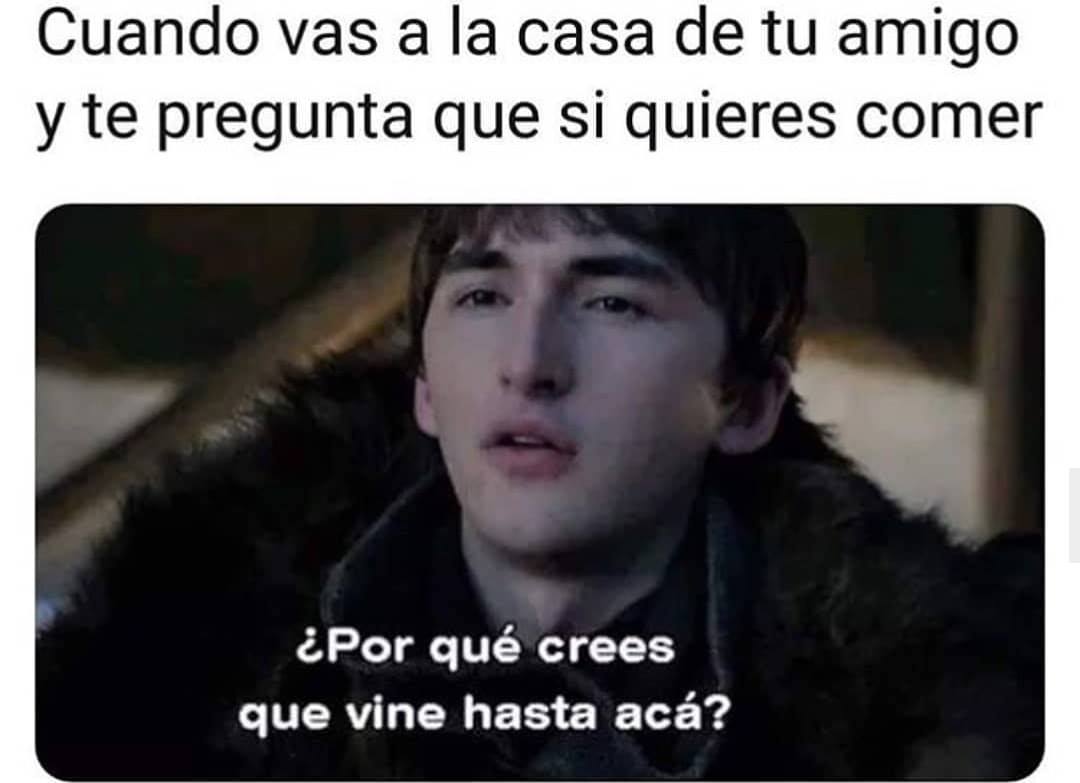 Cuando vas a la casa de tu amigo
y te pregunta que si quieres comer
¿Por qué crees
que vine hasta acá?